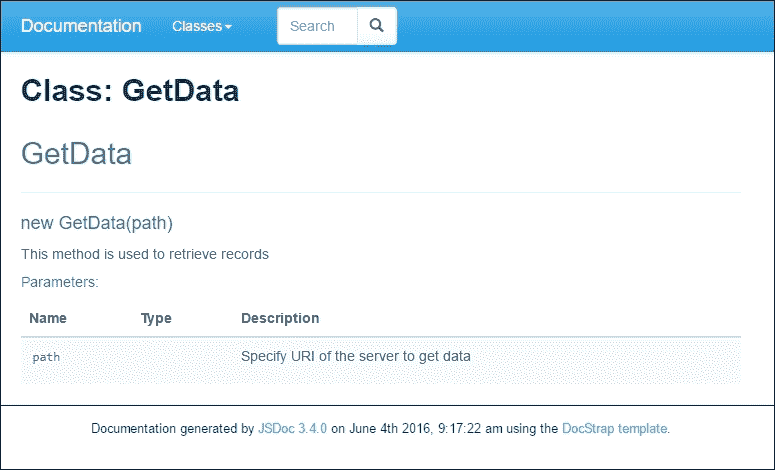 Documentation Classes Search
Class: GetData
GetData
new GetData(path)
This method is used to retrieve records
Parameters:
Name Type Description
path Specify URI of the server to get data
Documentation generated by JSDoc 3.4.0 on June 4th 2016, 9:17:22 am using the DocStrap template.